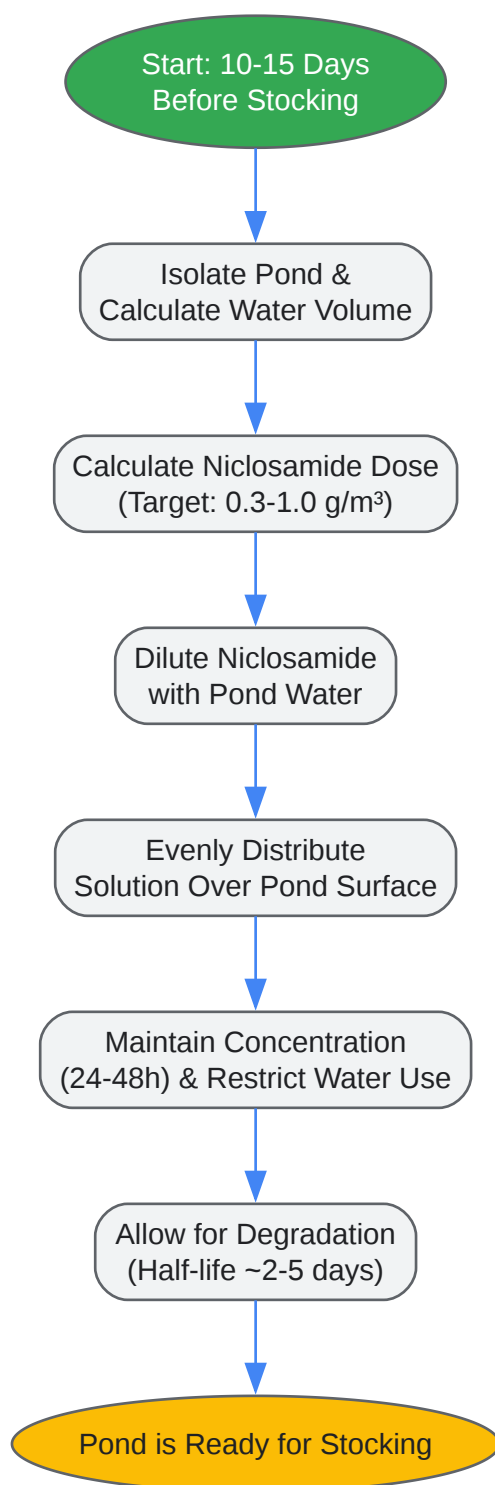 Start: 10-15 Days
Before Stocking
Isolate Pond &
Calculate Water Volume
Calculate Niclosamide Dose
(Target: 0.3-1.0 g/m³)
Dilute Niclosamide
with Pond Water
Evenly Distribute
Solution Over Pond Surface
Maintain Concentration
(24-48h) & Restrict Water Use
Allow for Degradation
(Half-life ~2-5 days)
Pond is Ready for Stocking